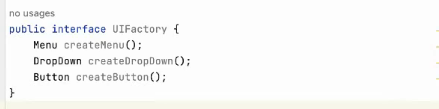 no usages
public interface UIFactory {
    Menu createMenu();
    DropDown createDropDown();
    Button createButton();
}